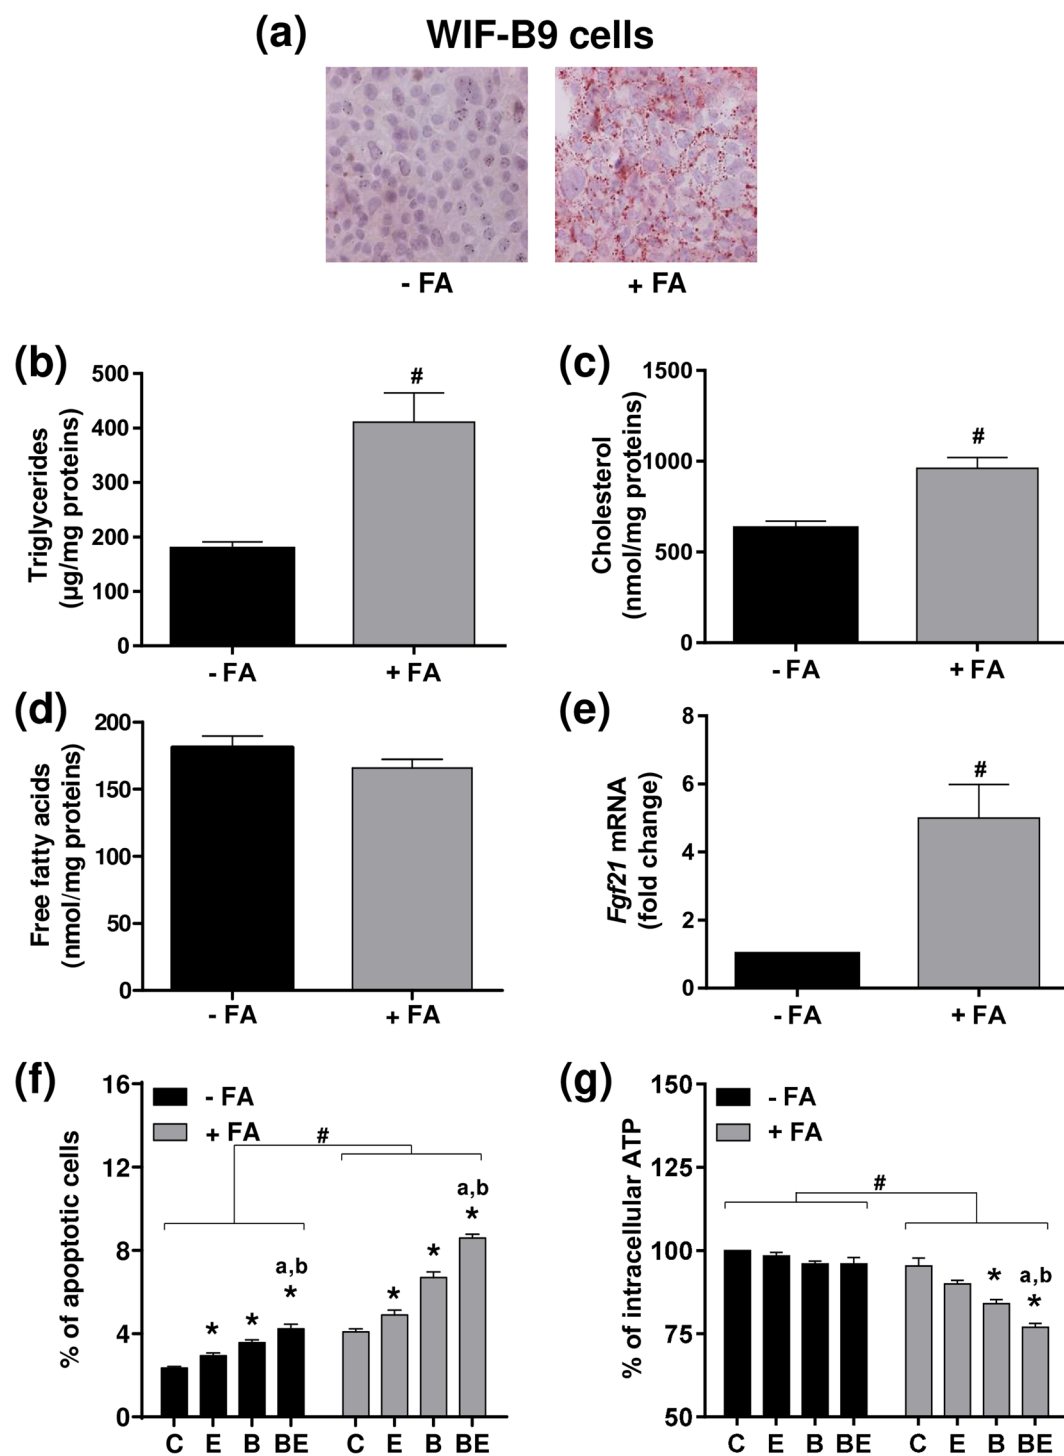 (a) WIF-B9 cells
- FA
+ FA
(b)
Triglycerides
(µg/mg proteins)
500
400
300
200
100
0
#
- FA
+ FA
(c)
Cholesterol
(nmol/mg proteins)
1500
1000
500
0
#
- FA
+ FA
(d)
Free fatty acids
(nmol/mg proteins)
200
150
100
50
0
- FA
+ FA
(e)
Fgf21 mRNA
(fold change)
8
6
4
2
0
#
- FA
+ FA
(f)
% of apoptotic cells
16
12
8
4
0
- FA
+ FA
#
*
*
a,b
*
*
*
a,b
*
C E B BE C E B BE
(g)
% of intracellular ATP
150
125
100
75
50
- FA
+ FA
#
*
a,b
*
C E B BE C E B BE